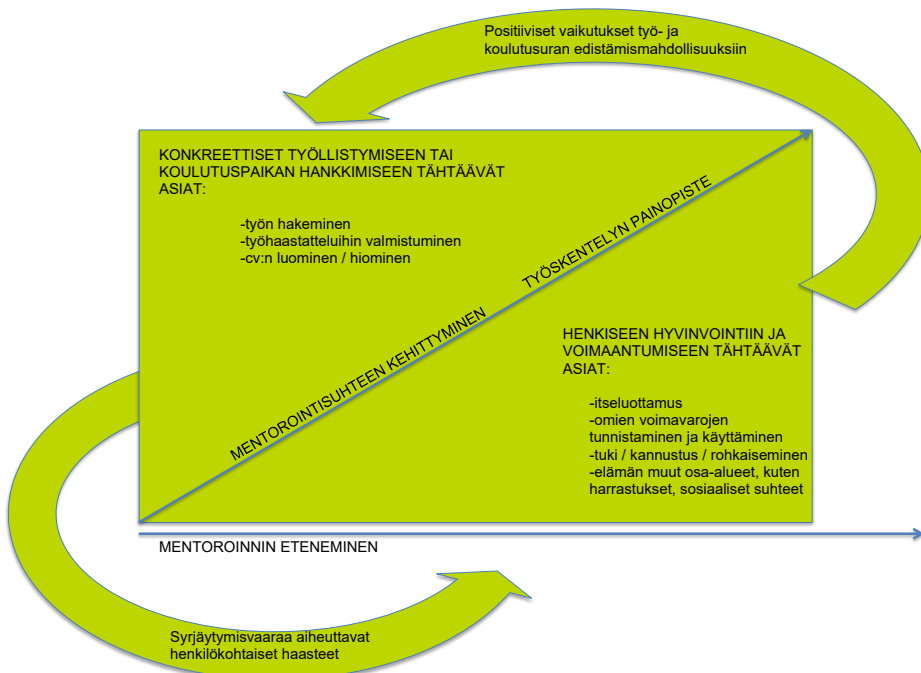 Positiiviset vaikutukset työ- ja
koulutusuran edistämismahdollisuuksiin
KONKREETTISET TYÖLLISTYMISEEN TAI
KOULUTUSPAIKAN HANKKIMISEEN TÄHTÄÄVÄT
ASIAT:
-työn hakeminen
-työhaastatteluihin valmistuminen
-cv:n luominen / hiominen
MENTOROINTISUHTEEN KEHITTYMINEN
TYÖSKENTELYN PAINOPISTE
HENKISEEN HYVINVOINTIIN JA
VOIMAANTUMISEEN TÄHTÄÄVÄT
ASIAT:
-itseluottamus
-omien voimavarojen
tunnistaminen ja käyttäminen
-tuki / kannustus / rohkaiseminen
-elämän muut osa-alueet, kuten
harrastukset, sosiaaliset suhteet
MENTOROINNIN ETENEMINEN
Syrjäytymisvaaraa aiheuttavat
henkilökohtaiset haasteet